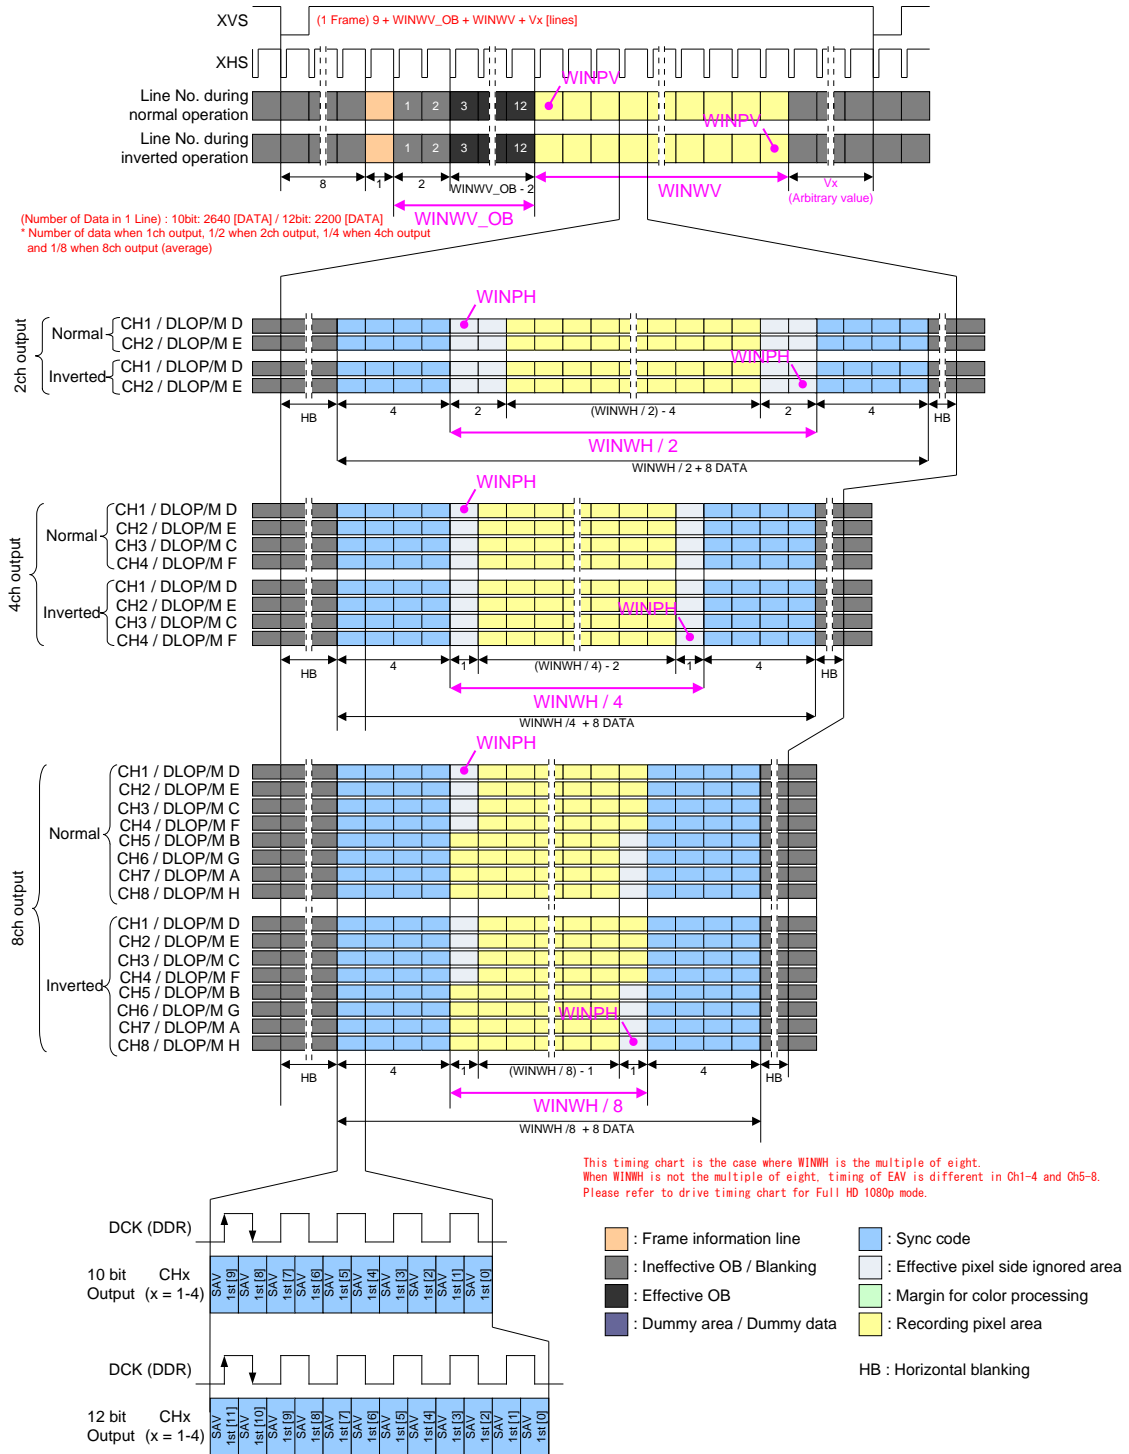 XVS
(1 Frame) 9 + WINWV_OB + WINWV + Vx [lines]
XHS
WINPV
Line No. during
normal operation
1 2 3 12
WINPV
Line No. during
inverted operation
1 2 3 12
8 1 2 WINWV_OB - 2 WINWV Vx
(Arbitrary value)
WINWV_OB
(Number of Data in 1 Line) : 10bit: 2640 [DATA] / 12bit: 2200 [DATA]
* Number of data when 1ch output, 1/2 when 2ch output, 1/4 when 4ch output
and 1/8 when 8ch output (average)
WINPH
2ch output
Normal
CH1 / DLOP/M D
CH2 / DLOP/M E
WINPH
Inverted
CH1 / DLOP/M D
CH2 / DLOP/M E
HB 4 2 (WINWH / 2) - 4 2 4 HB
WINWH / 2
WINWH / 2 + 8 DATA
WINPH
4ch output
Normal
CH1 / DLOP/M D
CH2 / DLOP/M E
CH3 / DLOP/M C
CH4 / DLOP/M F
Inverted
CH1 / DLOP/M D
CH2 / DLOP/M E
CH3 / DLOP/M C
CH4 / DLOP/M F
WINPH
HB 4 1 (WINWH / 4) - 2 1 4 HB
WINWH / 4
WINWH /4 + 8 DATA
WINPH
8ch output
Normal
CH1 / DLOP/M D
CH2 / DLOP/M E
CH3 / DLOP/M C
CH4 / DLOP/M F
CH5 / DLOP/M B
CH6 / DLOP/M G
CH7 / DLOP/M A
CH8 / DLOP/M H
Inverted
CH1 / DLOP/M D
CH2 / DLOP/M E
CH3 / DLOP/M C
CH4 / DLOP/M F
CH5 / DLOP/M B
CH6 / DLOP/M G
CH7 / DLOP/M A
CH8 / DLOP/M H
WINPH
HB 4 1 (WINWH / 8) - 1 1 4 HB
WINWH / 8
WINWH /8 + 8 DATA
This timing chart is the case where WINWH is the multiple of eight.
When WINWH is not the multiple of eight, timing of EAV is different in Ch1-4 and Ch5-8.
Please refer to drive timing chart for Full HD 1080p mode.
DCK (DDR)
10 bit Output
CHx (x = 1-4)
SAV 1st [9]
SAV 1st [8]
SAV 1st [7]
SAV 1st [6]
SAV 1st [5]
SAV 1st [4]
SAV 1st [3]
SAV 1st [2]
SAV 1st [1]
SAV 1st [0]
: Frame information line
: Ineffective OB / Blanking
: Effective OB
: Dummy area / Dummy data
: Sync code
: Effective pixel side ignored area
: Margin for color processing
: Recording pixel area
HB : Horizontal blanking
DCK (DDR)
12 bit Output
CHx (x = 1-4)
SAV 1st [11]
SAV 1st [10]
SAV 1st [9]
SAV 1st [8]
SAV 1st [7]
SAV 1st [6]
SAV 1st [5]
SAV 1st [4]
SAV 1st [3]
SAV 1st [2]
SAV 1st [1]
SAV 1st [0]